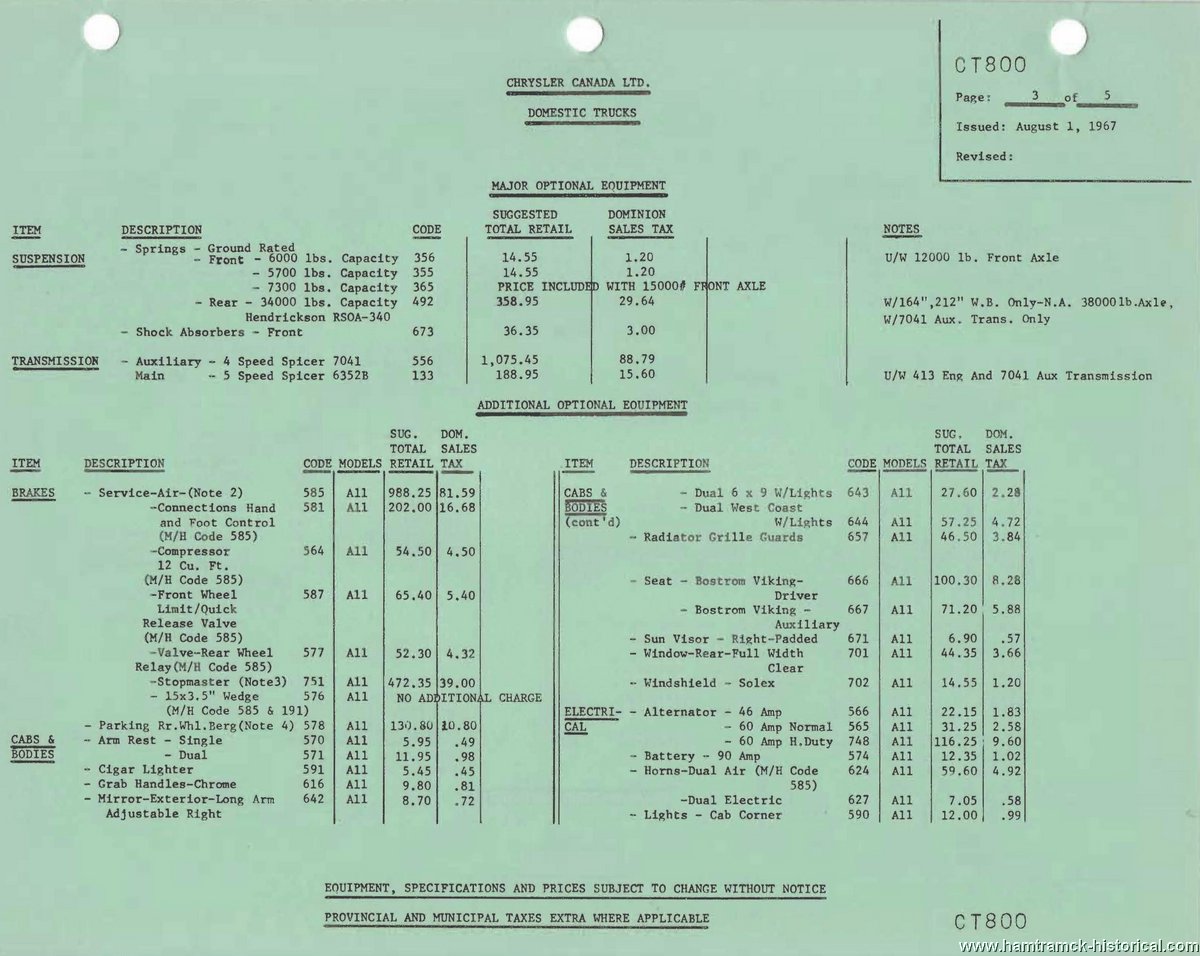 CT800
Page: 3 of 5
Issued: August 1, 1967
Revised:
CHRYSLER CANADA LTD.
DOMESTIC TRUCKS
MAJOR OPTIONAL EQUIPMENT
SUGGESTED DOMINION
ITEM DESCRIPTION CODE TOTAL RETAIL SALES TAX NOTES
- Springs - Ground Rated
SUSPENSION - Front - 6000 lbs. Capacity 356 14.55 1.20 U/W 12000 lb. Front Axle
- 5700 lbs. Capacity 355 14.55 1.20
- 7300 lbs. Capacity 365 PRICE INCLUDED WITH 15000# FRONT AXLE
- Rear - 34000 lbs. Capacity 492 358.95 29.64 W/164",212" W.B. Only-N.A. 38000lb.Axle,
Hendrickson RSOA-340 W/7041 Aux. Trans. Only
- Shock Absorbers - Front 673 36.35 3.00
TRANSMISSION - Auxiliary - 4 Speed Spicer 7041 556 1,075.45 88.79
Main - 5 Speed Spicer 6352B 133 188.95 15.60 U/W 413 Eng And 7041 Aux Transmission
ADDITIONAL OPTIONAL EQUIPMENT
SUG. DOM.
TOTAL SALES
ITEM DESCRIPTION CODE MODELS RETAIL TAX
BRAKES - Service-Air-(Note 2) 585 All 988.25 81.59
-Connections Hand 581 All 202.00 16.68
and Foot Control
(M/H Code 585)
-Compressor 564 All 54.50 4.50
12 Cu. Ft.
(M/H Code 585)
-Front Wheel 587 All 65.40 5.40
Limit/Quick
Release Valve
(M/H Code 585)
-Valve-Rear Wheel 577 All 52.30 4.32
Relay(M/H Code 585)
-Stopmaster (Note3) 751 All 472.35 39.00
- 15x3.5" Wedge 576 All NO ADDITIONAL CHARGE
(M/H Code 585 & 191)
- Parking Rr.Whl.Berg(Note 4) 578 All 130.80 10.80
CABS & - Arm Rest - Single 570 All 5.95 .49
BODIES - Dual 571 All 11.95 .98
- Cigar Lighter 591 All 5.45 .45
- Grab Handles-Chrome 616 All 9.80 .81
- Mirror-Exterior-Long Arm 642 All 8.70 .72
Adjustable Right
SUG. DOM.
TOTAL SALES
ITEM DESCRIPTION CODE MODELS RETAIL TAX
CABS & - Dual 6 x 9 W/Lights 643 All 27.60 2.28
BODIES - Dual West Coast
(cont'd) W/Lights 644 All 57.25 4.72
- Radiator Grille Guards 657 All 46.50 3.84
- Seat - Bostrom Viking- 666 All 100.30 8.28
Driver
- Bostrom Viking - 667 All 71.20 5.88
Auxiliary
- Sun Visor - Right-Padded 671 All 6.90 .57
- Window-Rear-Full Width 701 All 44.35 3.66
Clear
- Windshield - Solex 702 All 14.55 1.20
ELECTRI- - Alternator - 46 Amp 566 All 22.15 1.83
CAL - 60 Amp Normal 565 All 31.25 2.58
- 60 Amp H.Duty 748 All 116.25 9.60
- Battery - 90 Amp 574 All 12.35 1.02
- Horns-Dual Air (M/H Code 624 All 59.60 4.92
585)
-Dual Electric 627 All 7.05 .58
- Lights - Cab Corner 590 All 12.00 .99
EQUIPMENT, SPECIFICATIONS AND PRICES SUBJECT TO CHANGE WITHOUT NOTICE
PROVINCIAL AND MUNICIPAL TAXES EXTRA WHERE APPLICABLE
CT800
www.hamtramck-historical.com